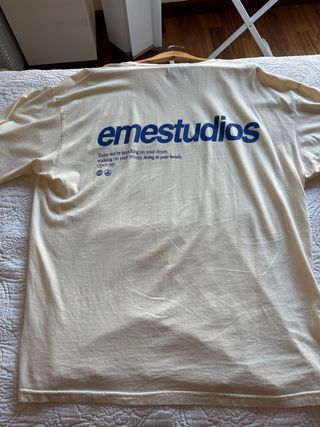 emestudios
Today we're knocking on your doors,
walking on your streets, living in your heads.
Open up.